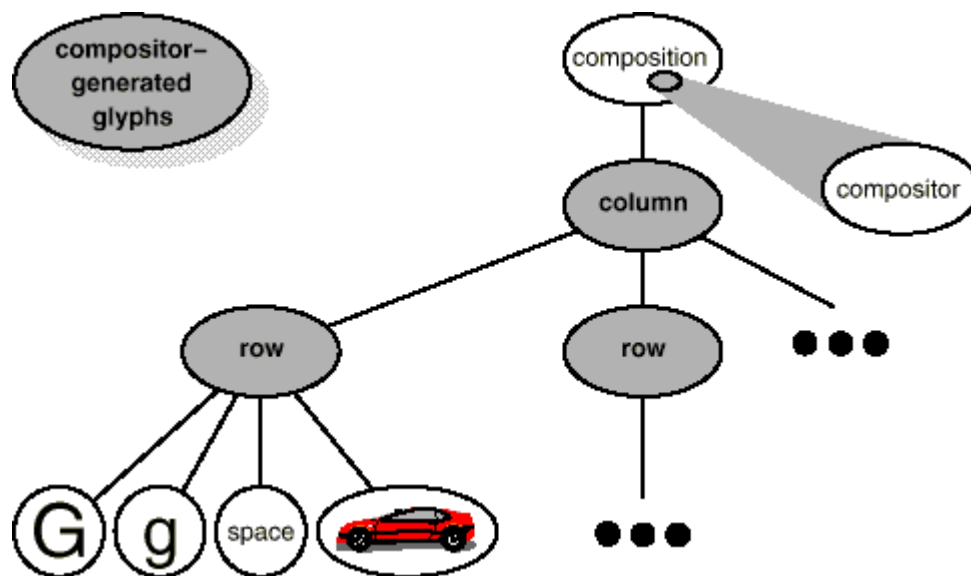 compositor–
generated
glyphs
composition
compositor
column
row
row
G
g
space